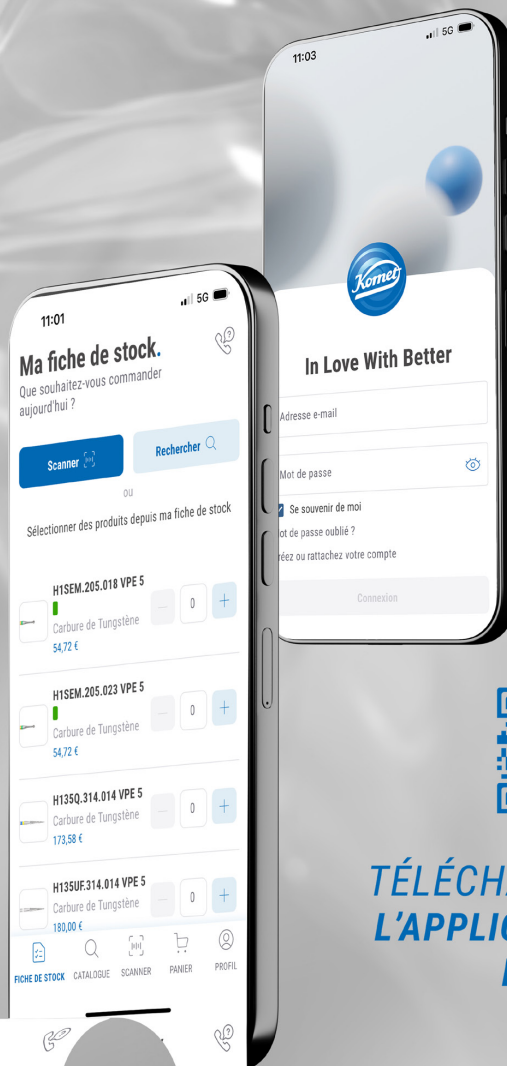 11:03
5G
Komet
In Love With Better
Adresse e-mail
Mot de passe
Se souvenir de moi
ot de passe oublié ?
réez ou rattachez votre compte
Connexion
11:01
5G
Ma fiche de stock.
Que souhaitez-vous commander
aujourd'hui ?
Scanner
Rechercher
ou
Sélectionner des produits depuis ma fiche de stock
H1SEM.205.018 VPE 5
Carbure de Tungstène
54,72 €
0
H1SEM.205.023 VPE 5
Carbure de Tungstène
54,72 €
0
H135Q.314.014 VPE 5
Carbure de Tungstène
173,58 €
0
H135UF.314.014 VPE 5
Carbure de Tungstène
180,00 €
0
FICHE DE STOCK CATALOGUE SCANNER PANIER PROFIL
TÉLÉCH
L'APPLI